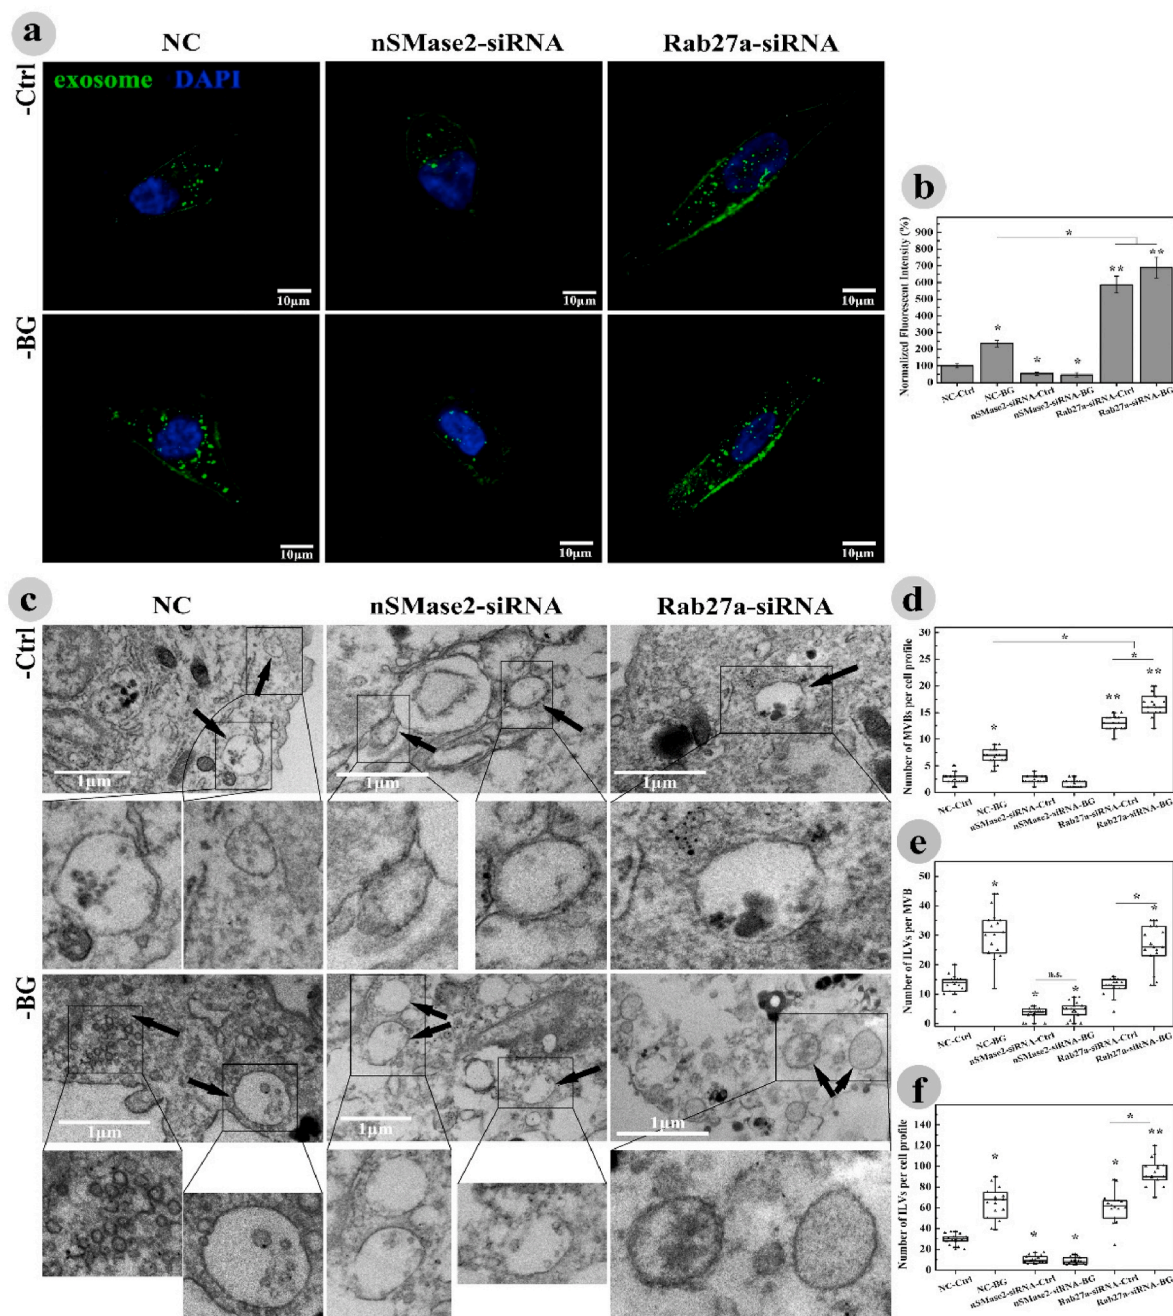 a
NC nSMase2-siRNA Rab27a-siRNA
-Ctrl
exosome DAPI
10μm 10μm 10μm
-BG
10μm 10μm 10μm
b
Normalized Fluorescent Intensity (%)
900
800
700
600
500
400
300
200
100
0
*
* * * ** **
NC-Ctrl NC-BG nSMase2-siRNA-Ctrl nSMase2-siRNA-BG Rab27a-siRNA-Ctrl Rab27a-siRNA-BG
c
NC nSMase2-siRNA Rab27a-siRNA
-Ctrl
1μm 1μm 1μm
-BG
1μm 1μm 1μm
d
Number of MVBs per cell profile
30
25
20
15
10
5
0
*
*
* ** **
NC-Ctrl NC-BG nSMase2-siRNA-Ctrl nSMase2-siRNA-BG Rab27a-siRNA-Ctrl Rab27a-siRNA-BG
e
Number of ILVs per MVB
50
40
30
20
10
0
*
n.s.
* * * *
NC-Ctrl NC-BG nSMase2-siRNA-Ctrl nSMase2-siRNA-BG Rab27a-siRNA-Ctrl Rab27a-siRNA-BG
f
Number of ILVs per cell profile
140
120
100
80
60
40
20
0
*
* * * * **
NC-Ctrl NC-BG nSMase2-siRNA-Ctrl nSMase2-siRNA-BG Rab27a-siRNA-Ctrl Rab27a-siRNA-BG